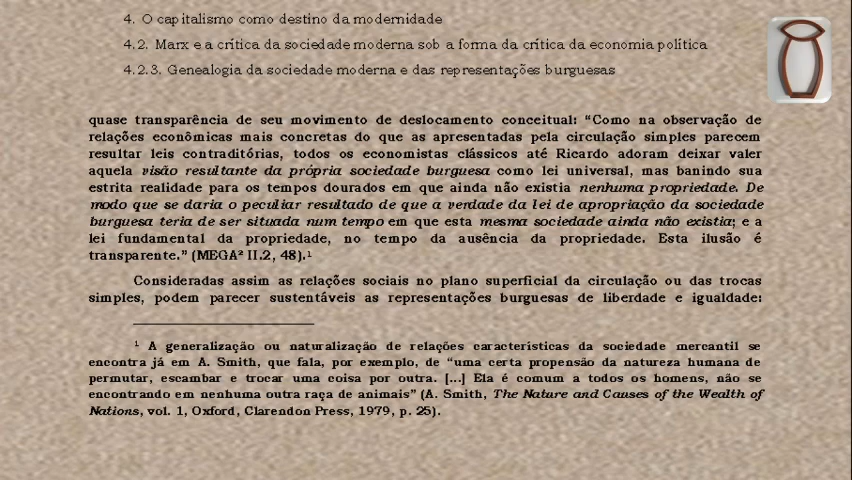 4. O capitalismo como destino da modernidade
4.2. Marx e a crítica da sociedade moderna sob a forma da crítica da economia política
4.2.3. Genealogia da sociedade moderna e das representações burguesas
quase transparência de seu movimento de deslocamento conceitual: “Como na observação de
relações econômicas mais concretas do que as apresentadas pela circulação simples parecem
resultar leis contraditórias, todos os economistas clássicos até Ricardo adoram deixar valer
aquela visão resultante da própria sociedade burguesa como lei universal, mas banindo sua
estrita realidade para os tempos dourados em que ainda não existia nenhuma propriedade. De
modo que se daria o peculiar resultado de que a verdade da lei de apropriação da sociedade
burguesa teria de ser situada num tempo em que esta mesma sociedade ainda não existia; e a
lei fundamental da propriedade, no tempo da ausência da propriedade. Esta ilusão é
transparente.” (MEGA² II.2, 48).¹
Consideradas assim as relações sociais no plano superficial da circulação ou das trocas
simples, podem parecer sustentáveis as representações burguesas de liberdade e igualdade:
¹ A generalização ou naturalização de relações características da sociedade mercantil se
encontra já em A. Smith, que fala, por exemplo, de “uma certa propensão da natureza humana de
permutar, escambar e trocar uma coisa por outra. [...] Ela é comum a todos os homens, não se
encontrando em nenhuma outra raça de animais” (A. Smith, The Nature and Causes of the Wealth of
Nations, vol. 1, Oxford, Clarendon Press, 1979, p. 25).